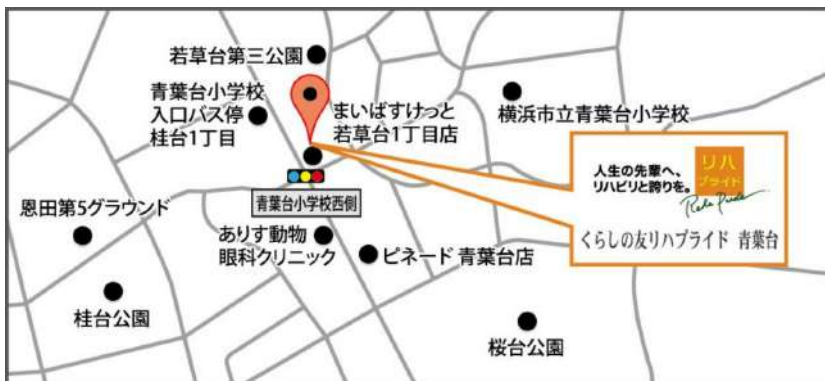 若草台第三公園
青葉台小学校
入口バス停
桂台1丁目
まいばすけっと
若草台1丁目店
横浜市立青葉台小学校
人生の先輩へ、
リハビリと誇りを。
リハ
プライド
Reha Pride
くらしの友リハプライド 青葉台
青葉台小学校西側
恩田第5グラウンド
ありす動物
眼科クリニック
ピネード 青葉台店
桂台公園
桜台公園